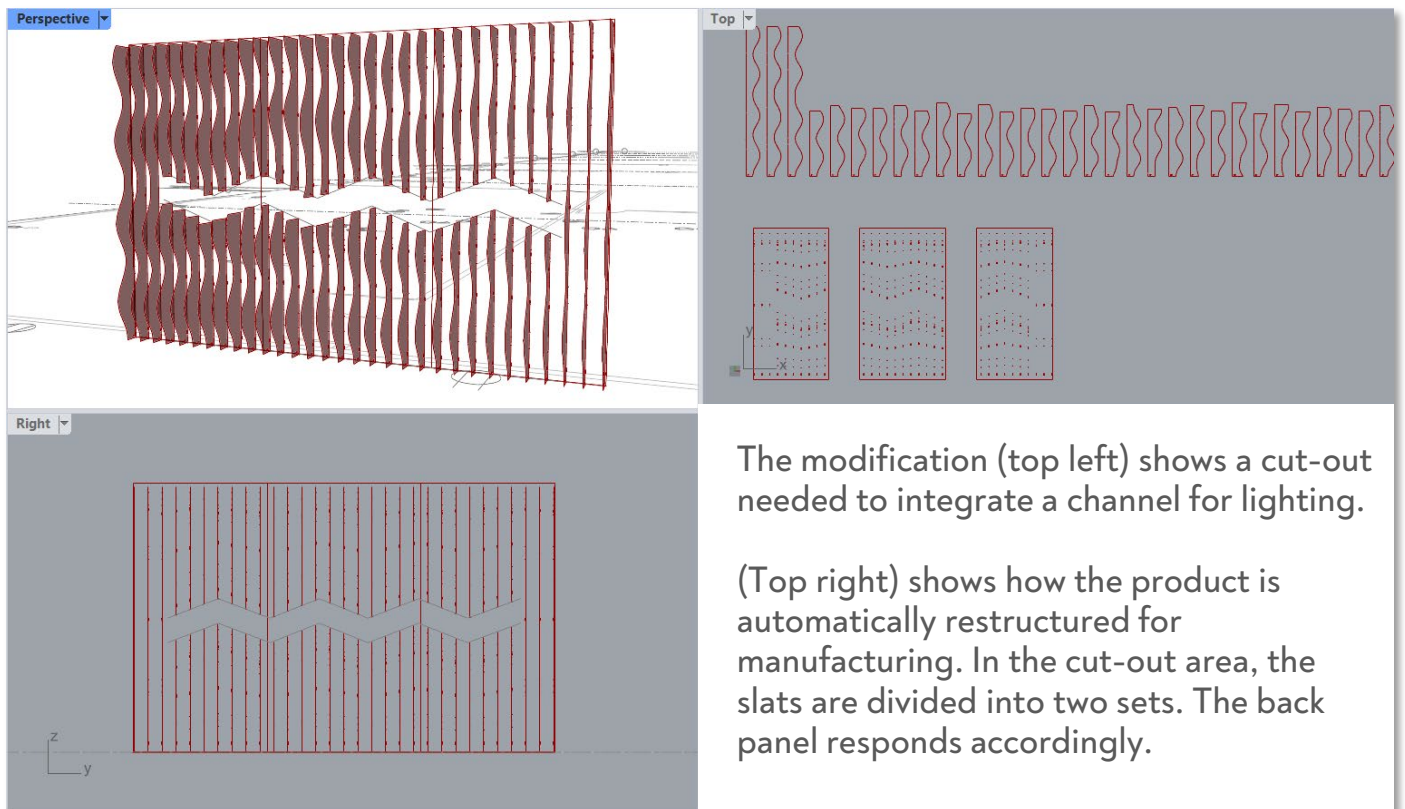 Perspective
Top
y
x
Right
z
y
The modification (top left) shows a cut-out
needed to integrate a channel for lighting.
(Top right) shows how the product is
automatically restructured for
manufacturing. In the cut-out area, the
slats are divided into two sets. The back
panel responds accordingly.